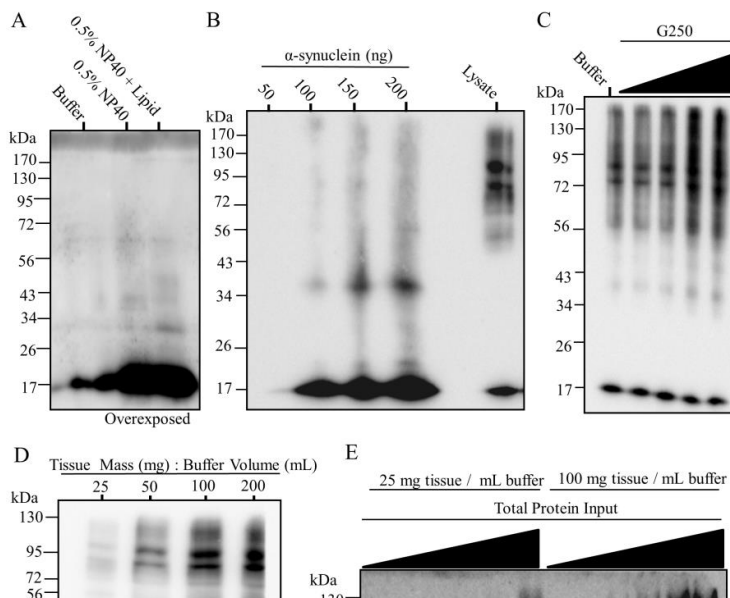 A
0.5% NP40 + Lipid
0.5% NP40
Buffer
kDa
170
130
95
72
56
43
34
26
17
Overexposed
B
α-synuclein (ng)
50
100
150
200
Lysate
kDa
170
130
95
72
56
43
34
26
17
C
G250
Buffer
kDa
170
130
95
72
56
43
34
26
17
D
Tissue Mass (mg) : Buffer Volume (mL)
25 50 100 200
kDa
130
95
72
56
E
25 mg tissue / mL buffer 100 mg tissue / mL buffer
Total Protein Input
kDa
130